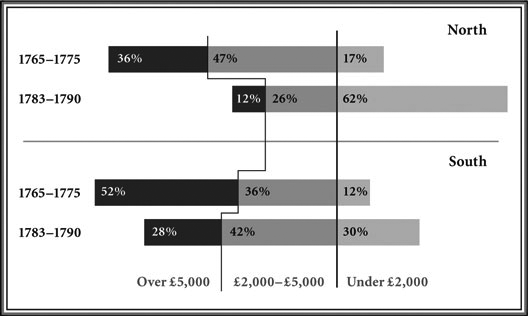 North
1765–1775 36% 47% 17%
1783–1790 12% 26% 62%
South
1765–1775 52% 36% 12%
1783–1790 28% 42% 30%
Over £5,000 £2,000–£5,000 Under £2,000